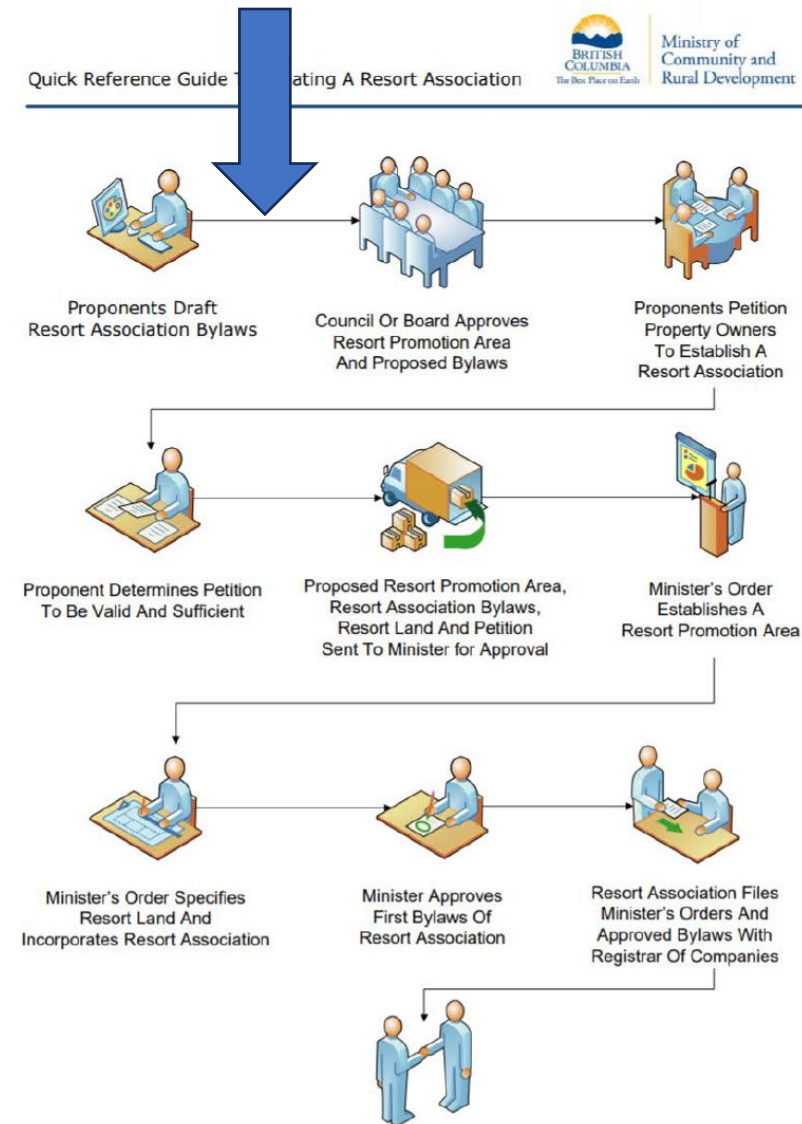 Quick Reference Guide T ating A Resort Association
BRITISH
COLUMBIA
The Best Place on Earth
Ministry of
Community and
Rural Development
Proponents Draft
Resort Association Bylaws
Council Or Board Approves
Resort Promotion Area
And Proposed Bylaws
Proponents Petition
Property Owners
To Establish A
Resort Association
Proponent Determines Petition
To Be Valid And Sufficient
Proposed Resort Promotion Area,
Resort Association Bylaws,
Resort Land And Petition
Sent To Minister for Approval
Minister's Order
Establishes A
Resort Promotion Area
Minister's Order Specifies
Resort Land And
Incorporates Resort Association
Minister Approves
First Bylaws Of
Resort Association
Resort Association Files
Minister's Orders And
Approved Bylaws With
Registrar Of Companies